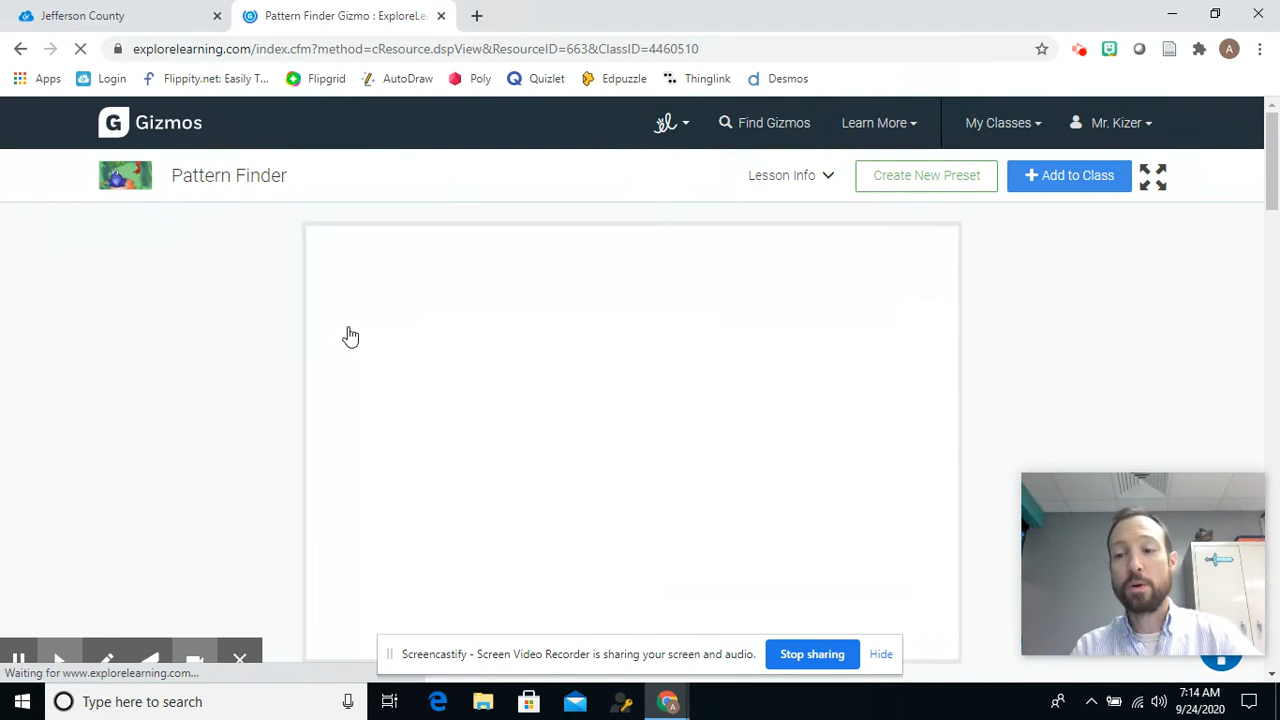 Jefferson County
Pattern Finder Gizmo : ExploreLe
explorelearning.com/index.cfm?method=cResource.dspView&ResourceID=663&ClassID=4460510
A
Apps Login Flippity.net: Easily T... Flipgrid AutoDraw Poly Quizlet Edpuzzle Thinglink Desmos
G Gizmos el Find Gizmos Learn More My Classes Mr. Kizer
Pattern Finder Lesson Info Create New Preset + Add to Class
Screencastify - Screen Video Recorder is sharing your screen and audio. Stop sharing Hide
Waiting for www.explorelearning.com...
Type here to search
7:14 AM
9/24/2020